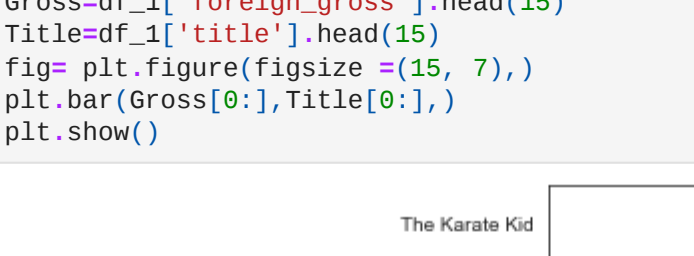 Gross=df_1['foreign_gross'].head(15)
Title=df_1['title'].head(15)
fig= plt.figure(figsize =(15, 7),)
plt.bar(Gross[0:],Title[0:],)
plt.show()
The Karate Kid